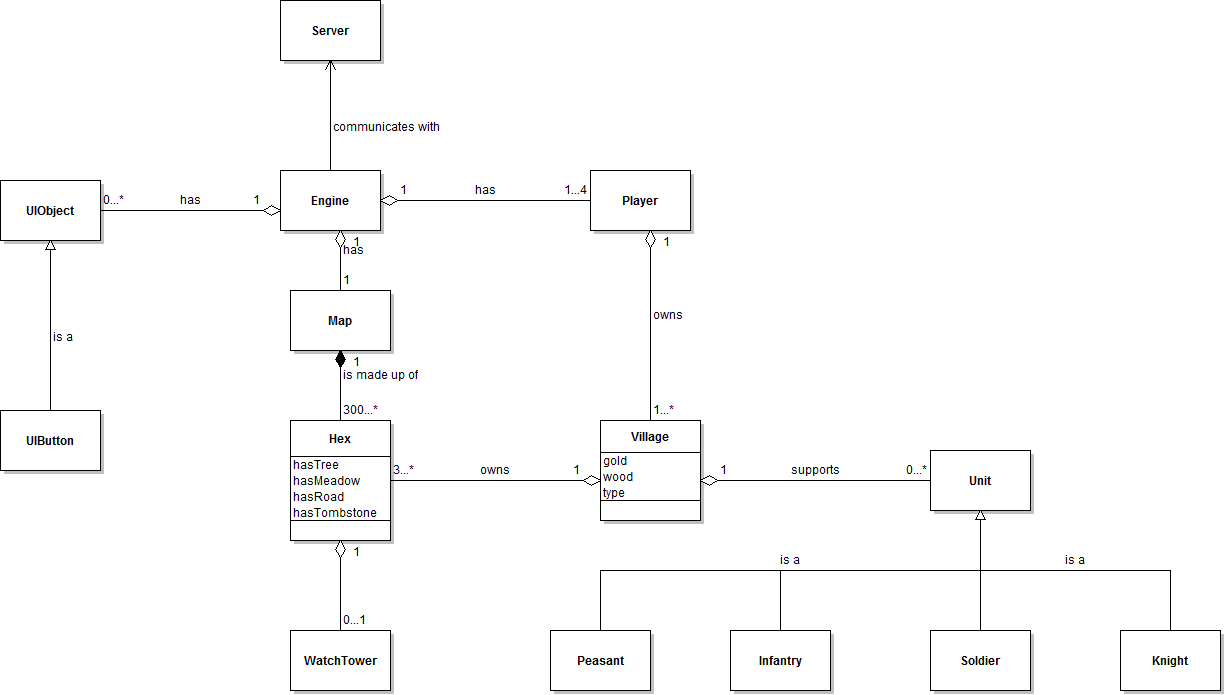 Server
communicates with
UIObject
0...*
has
1
Engine
1
has
1...4
Player
1
has
1
1
owns
is a
Map
1
is made up of
300...*
1...*
UIButton
Hex
hasTree
hasMeadow
hasRoad
hasTombstone
3...*
owns
1
Village
gold
wood
type
1
supports
0...*
Unit
1
0...1
is a
is a
WatchTower
Peasant
Infantry
Soldier
Knight